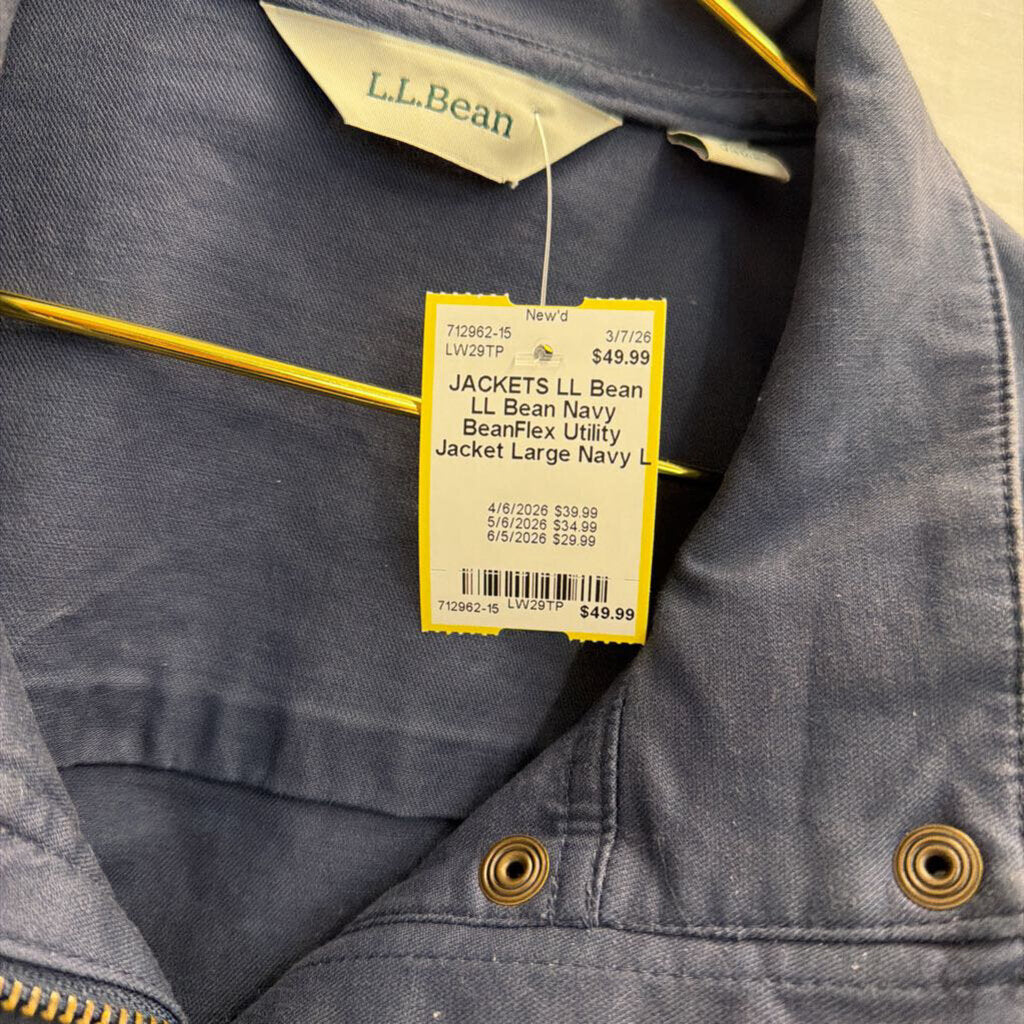 L.L.Bean
New'd
712962-15 3/7/26
LW29TP $49.99
JACKETS LL Bean
LL Bean Navy
BeanFlex Utility
Jacket Large Navy L
4/6/2026 $39.99
5/6/2026 $34.99
6/5/2026 $29.99
712962-15 LW29TP $49.99